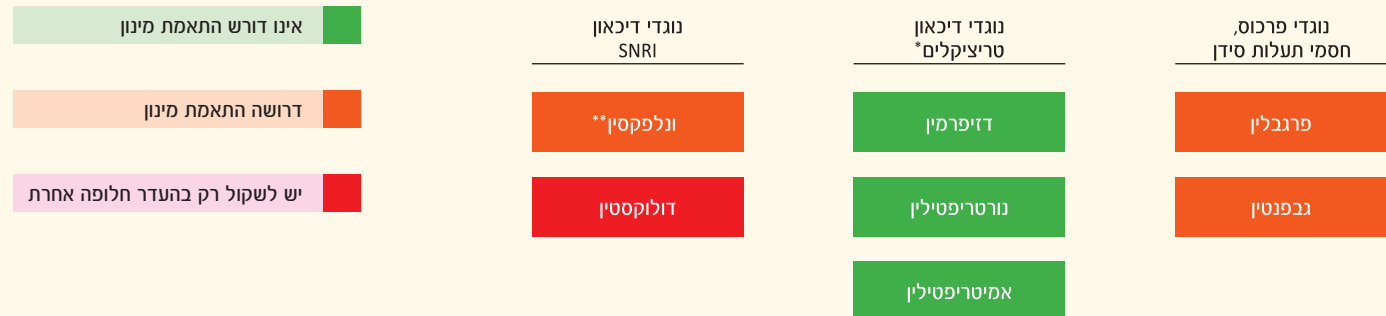 נוגדי פרכוס,
חסמי תעלות סידן
פרגבלין
גבפנטין
נוגדי דיכאון
טריציקלים*
דזיפרמין
נורטריפטילין
אמיטריפטילין
נוגדי דיכאון
SNRI
ונלפקסין**
דולוקסטין
אינו דורש התאמת מינון
דרושה התאמת מינון
יש לשקול רק בהעדר חלופה אחרת